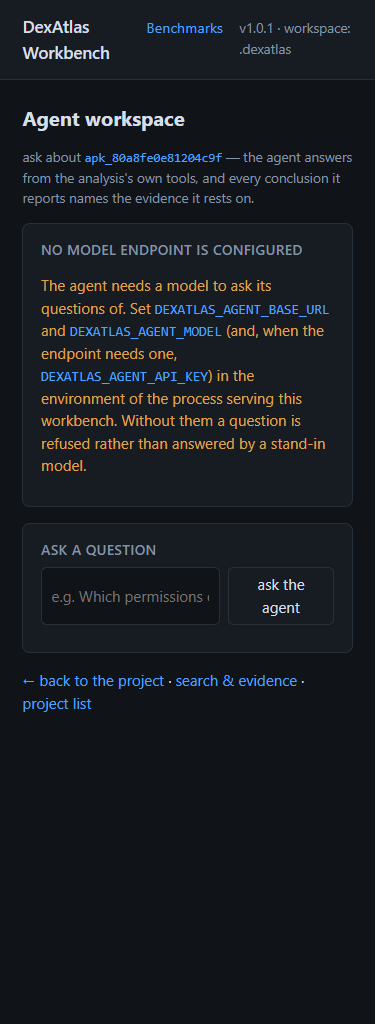 DexAtlas Workbench
Benchmarks
v1.0.1 · workspace: .dexatlas
Agent workspace
ask about apk_80a8fe0e81204c9f — the agent answers
from the analysis's own tools, and every conclusion it
reports names the evidence it rests on.
NO MODEL ENDPOINT IS CONFIGURED
The agent needs a model to ask its
questions of. Set DEXATLAS_AGENT_BASE_URL
and DEXATLAS_AGENT_MODEL (and, when the
endpoint needs one,
DEXATLAS_AGENT_API_KEY) in the
environment of the process serving this
workbench. Without them a question is
refused rather than answered by a stand-in
model.
ASK A QUESTION
e.g. Which permissions
ask the
agent
← back to the project · search & evidence ·
project list